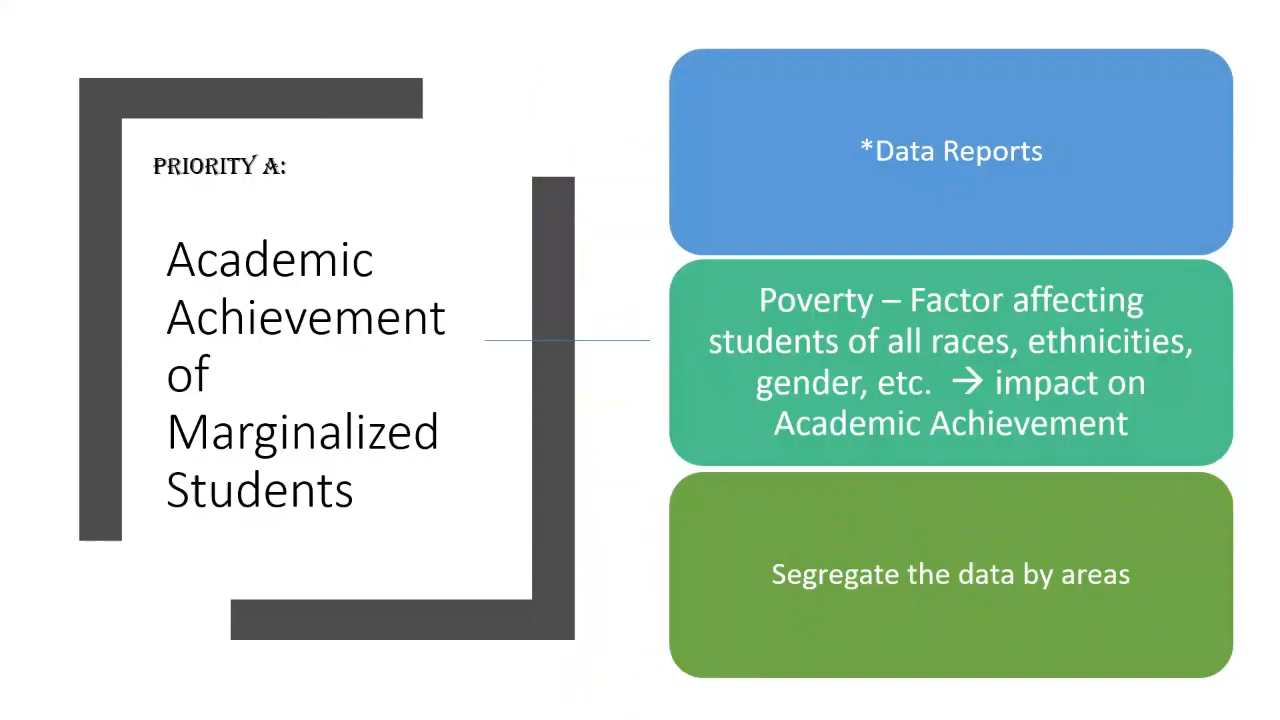 PRIORITY A:
Academic
Achievement
of
Marginalized
Students
*Data Reports
Poverty – Factor affecting
students of all races, ethnicities,
gender, etc. → impact on
Academic Achievement
Segregate the data by areas